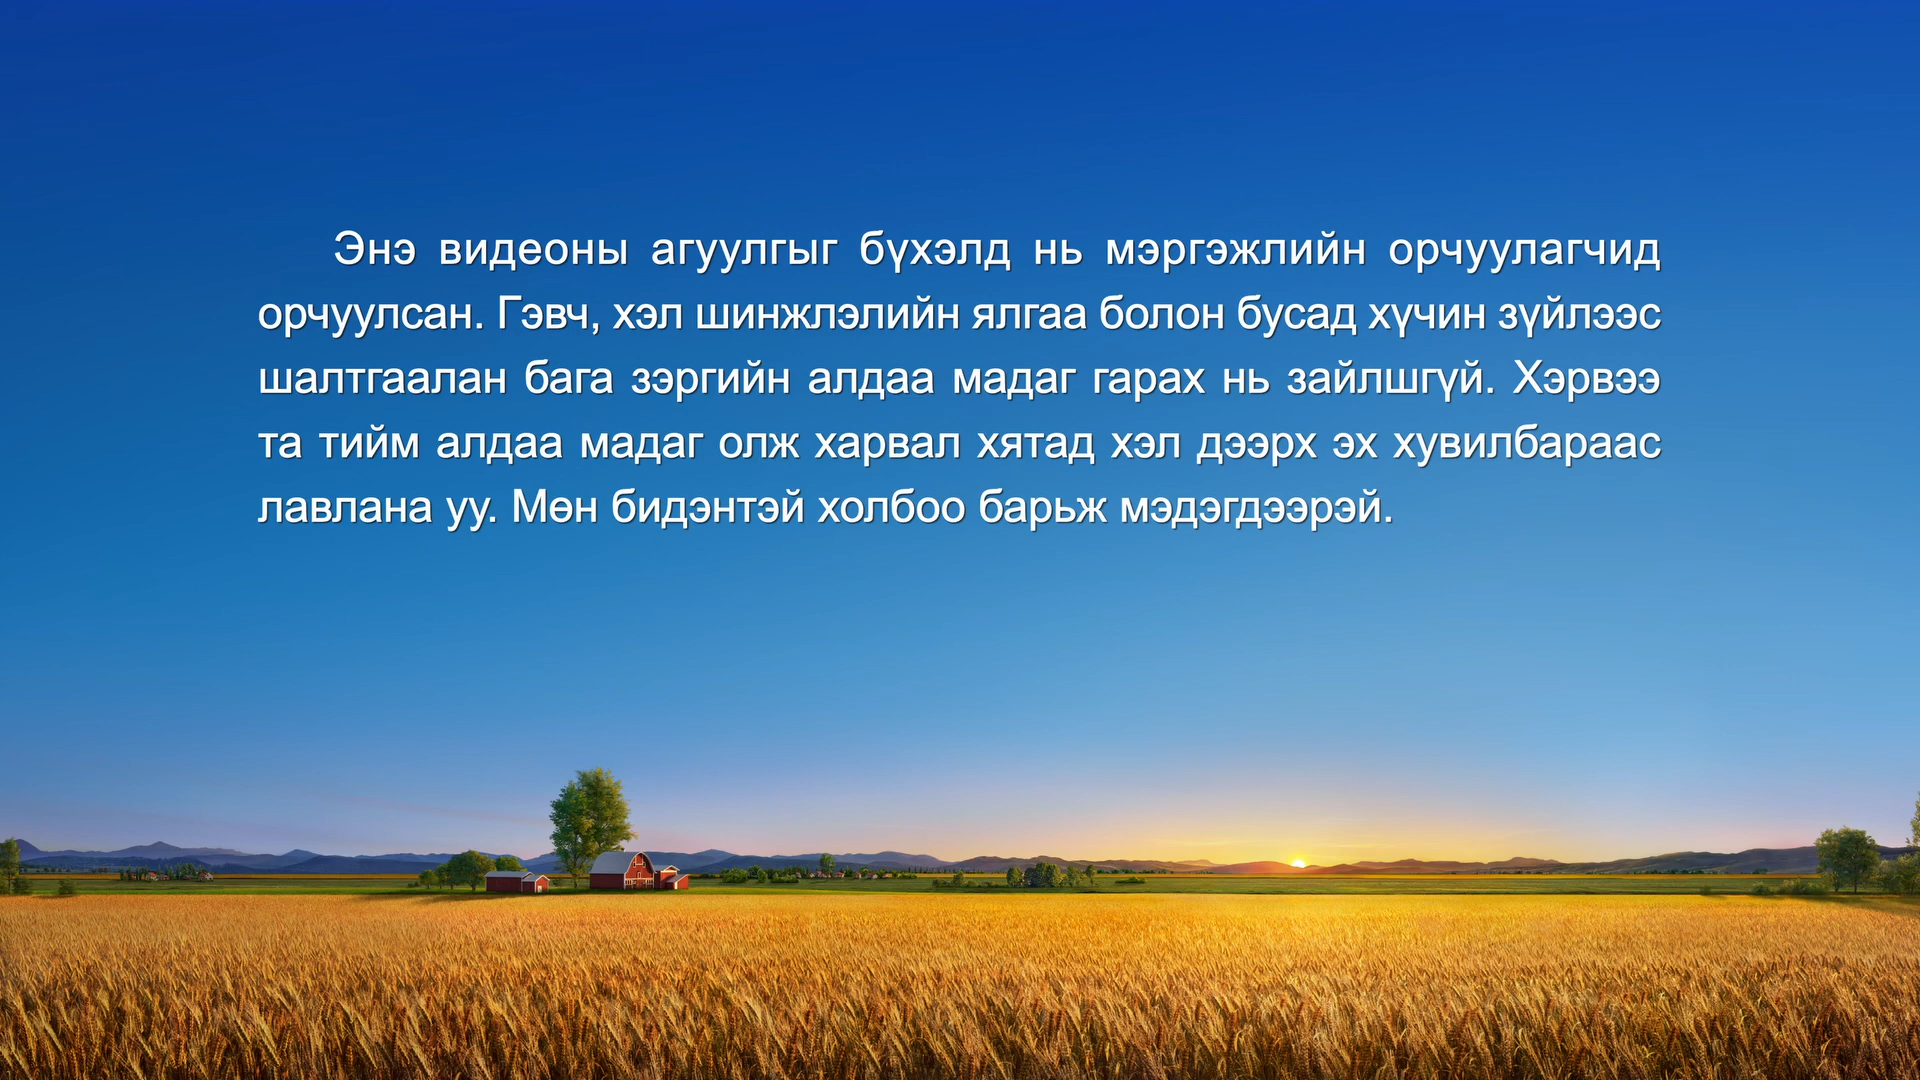 Энэ видеоны агуулгыг бүхэлд нь мэргэжлийн орчуулагчид
орчуулсан. Гэвч, хэл шинжлэлийн ялгаа болон бусад хүчин зүйлээс
шалтгаалан бага зэргийн алдаа мадаг гарах нь зайлшгүй. Хэрвээ
та тийм алдаа мадаг олж харвал хятад хэл дээрх эх хувилбараас
лавлана уу. Мөн бидэнтэй холбоо барьж мэдэгдээрэй.